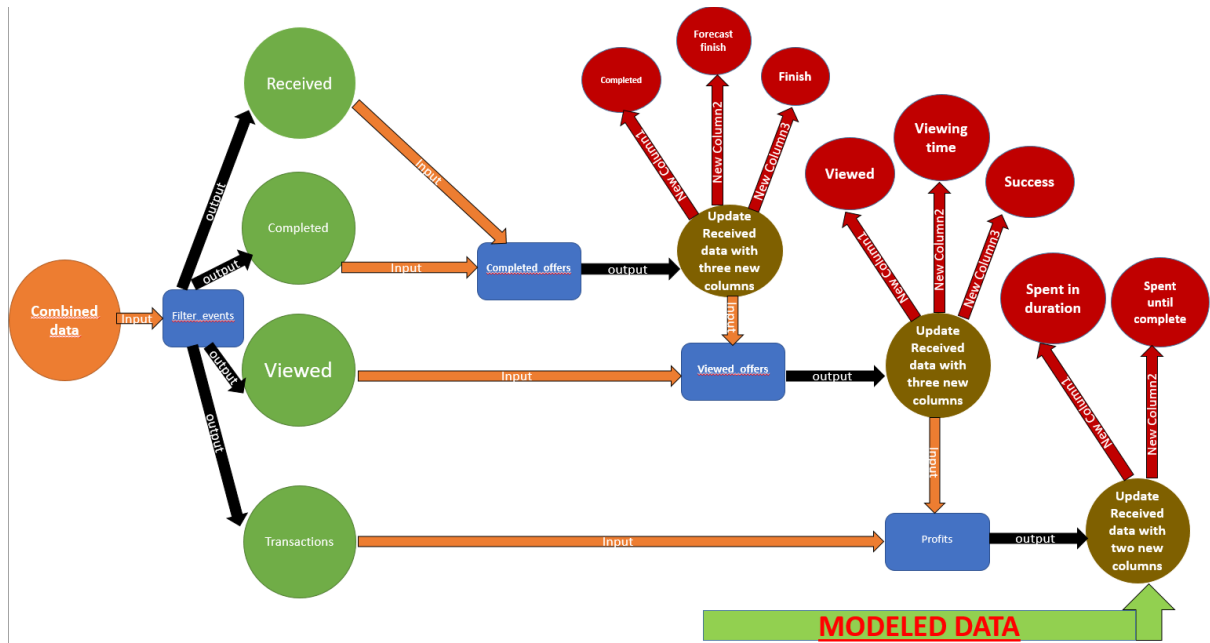 Forecast
finish
Completed
Finish
Received
New Column1
New Column2
New Column3
Viewing
time
Viewed
Success
output
Input
Completed
Update
Received
data with
three new
columns
New Column1
New Column2
New Column3
output
Input
Completed_offers
output
Spent in
duration
Spent
until
complete
Combined
data
Input
Filter_events
Input
Update
Received
data with
three new
columns
output
Viewed
Input
Viewed_offers
output
New Column1
New Column2
output
Input
Update
Received
data with
two new
columns
Transactions
Input
Profits
output
MODELED DATA